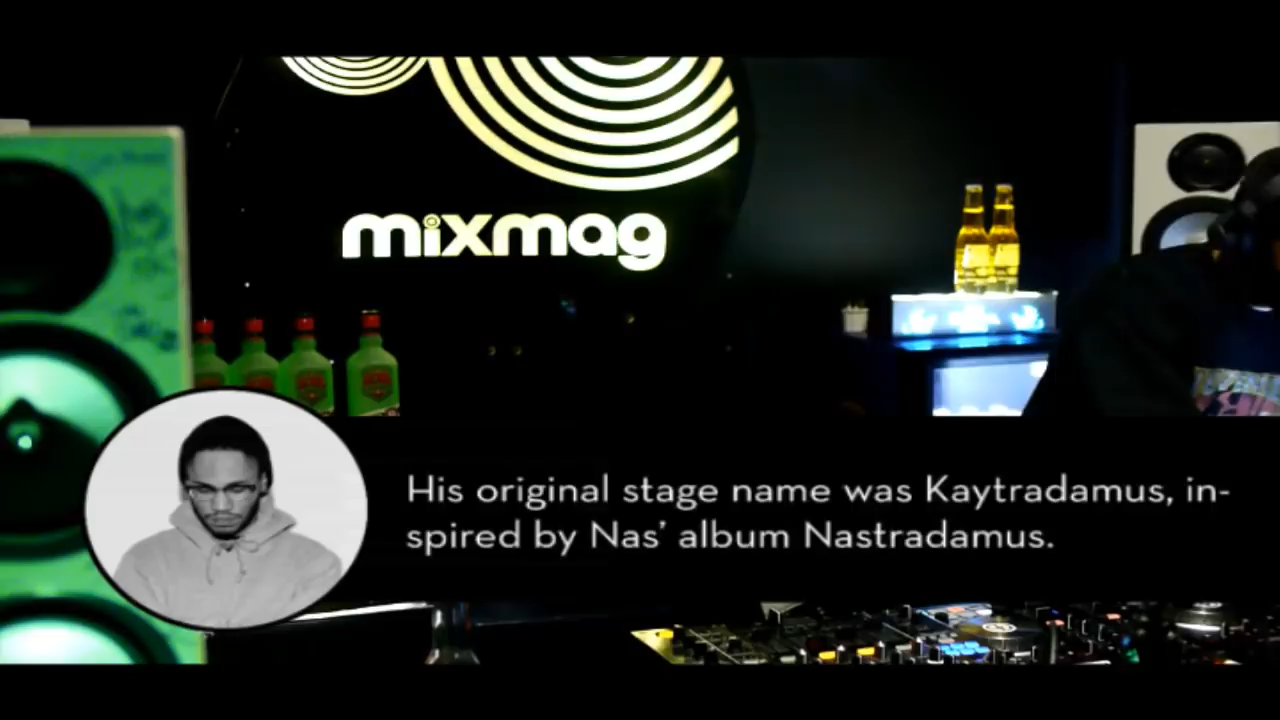 mixmag
His original stage name was Kaytradamus, in-
spired by Nas' album Nastradamus.